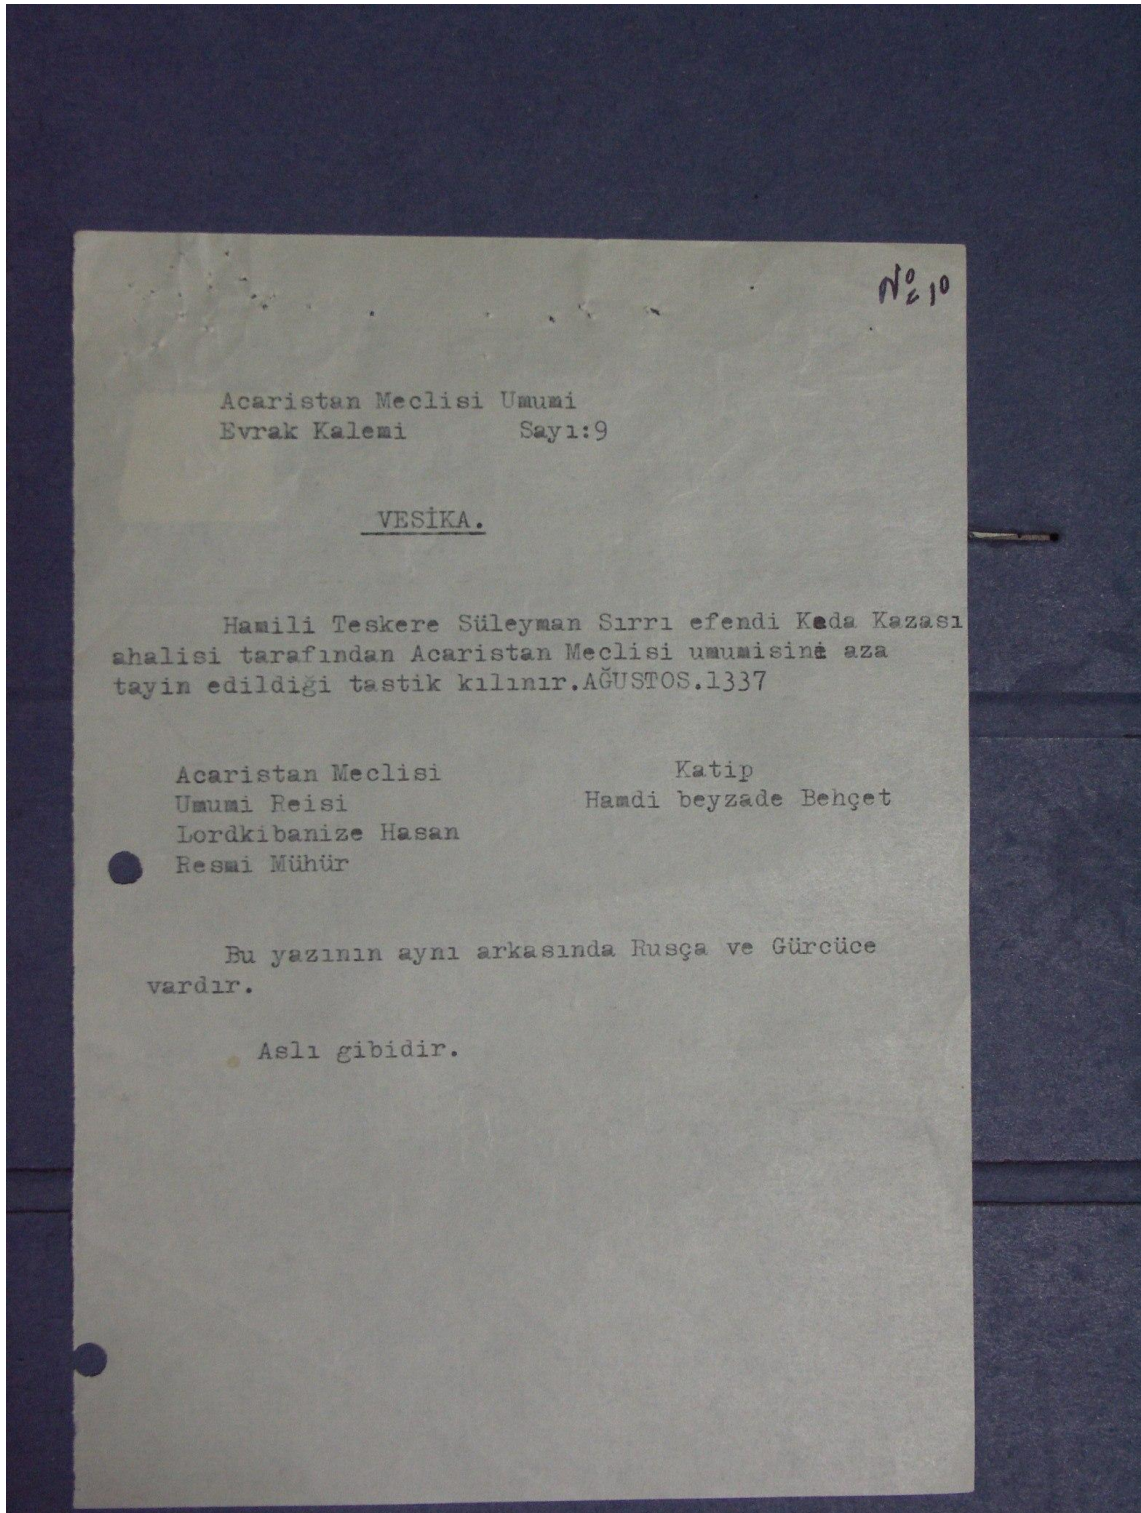 No: 10
Acaristan Meclisi Umumi
Evrak Kalemi Sayı:9
VESİKA.
Hamili Teskere Süleyman Sırrı efendi Keda Kazası
ahalisi tarafından Acaristan Meclisi umumisine aza
tayin edildiği tastik kılınır.AĞUSTOS.1337
Acaristan Meclisi Katip
Umumi Reisi Hamdi beyzade Behçet
Lordkibanize Hasan
Resmi Mühür
Bu yazının aynı arkasında Rusça ve Gürcüce
vardır.
Aslı gibidir.